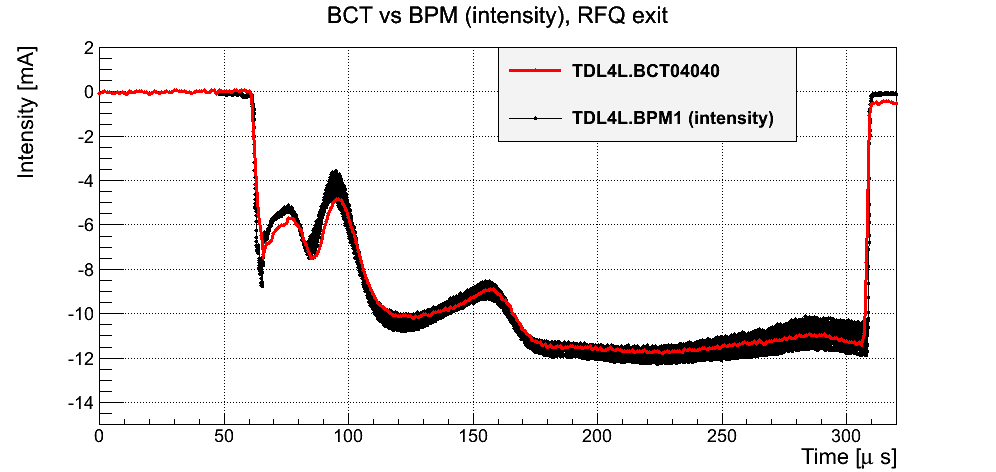 BCT vs BPM (intensity), RFQ exit
Intensity [mA]
TDL4L.BCT04040
TDL4L.BPM1 (intensity)
2
0
-2
-4
-6
-8
-10
-12
-14
0 50 100 150 200 250 300
Time [μ s]